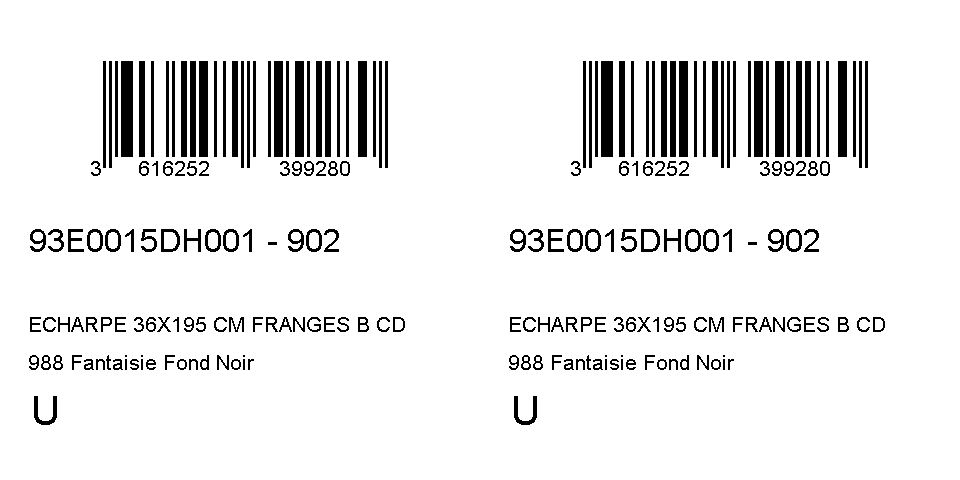 3 616252 399280
93E0015DH001 - 902
ECHARPE 36X195 CM FRANGES B CD
988 Fantaisie Fond Noir
U
3 616252 399280
93E0015DH001 - 902
ECHARPE 36X195 CM FRANGES B CD
988 Fantaisie Fond Noir
U